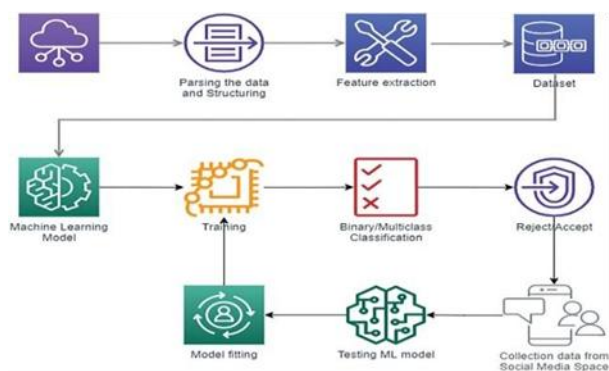 Parsing the data
and Structuring
Feature extraction
Dataset
Machine Learning
Model
Training
Binary/Multiclass
Classification
Reject/Accept
Model fitting
Testing ML model
Collection data from
Social Media Space